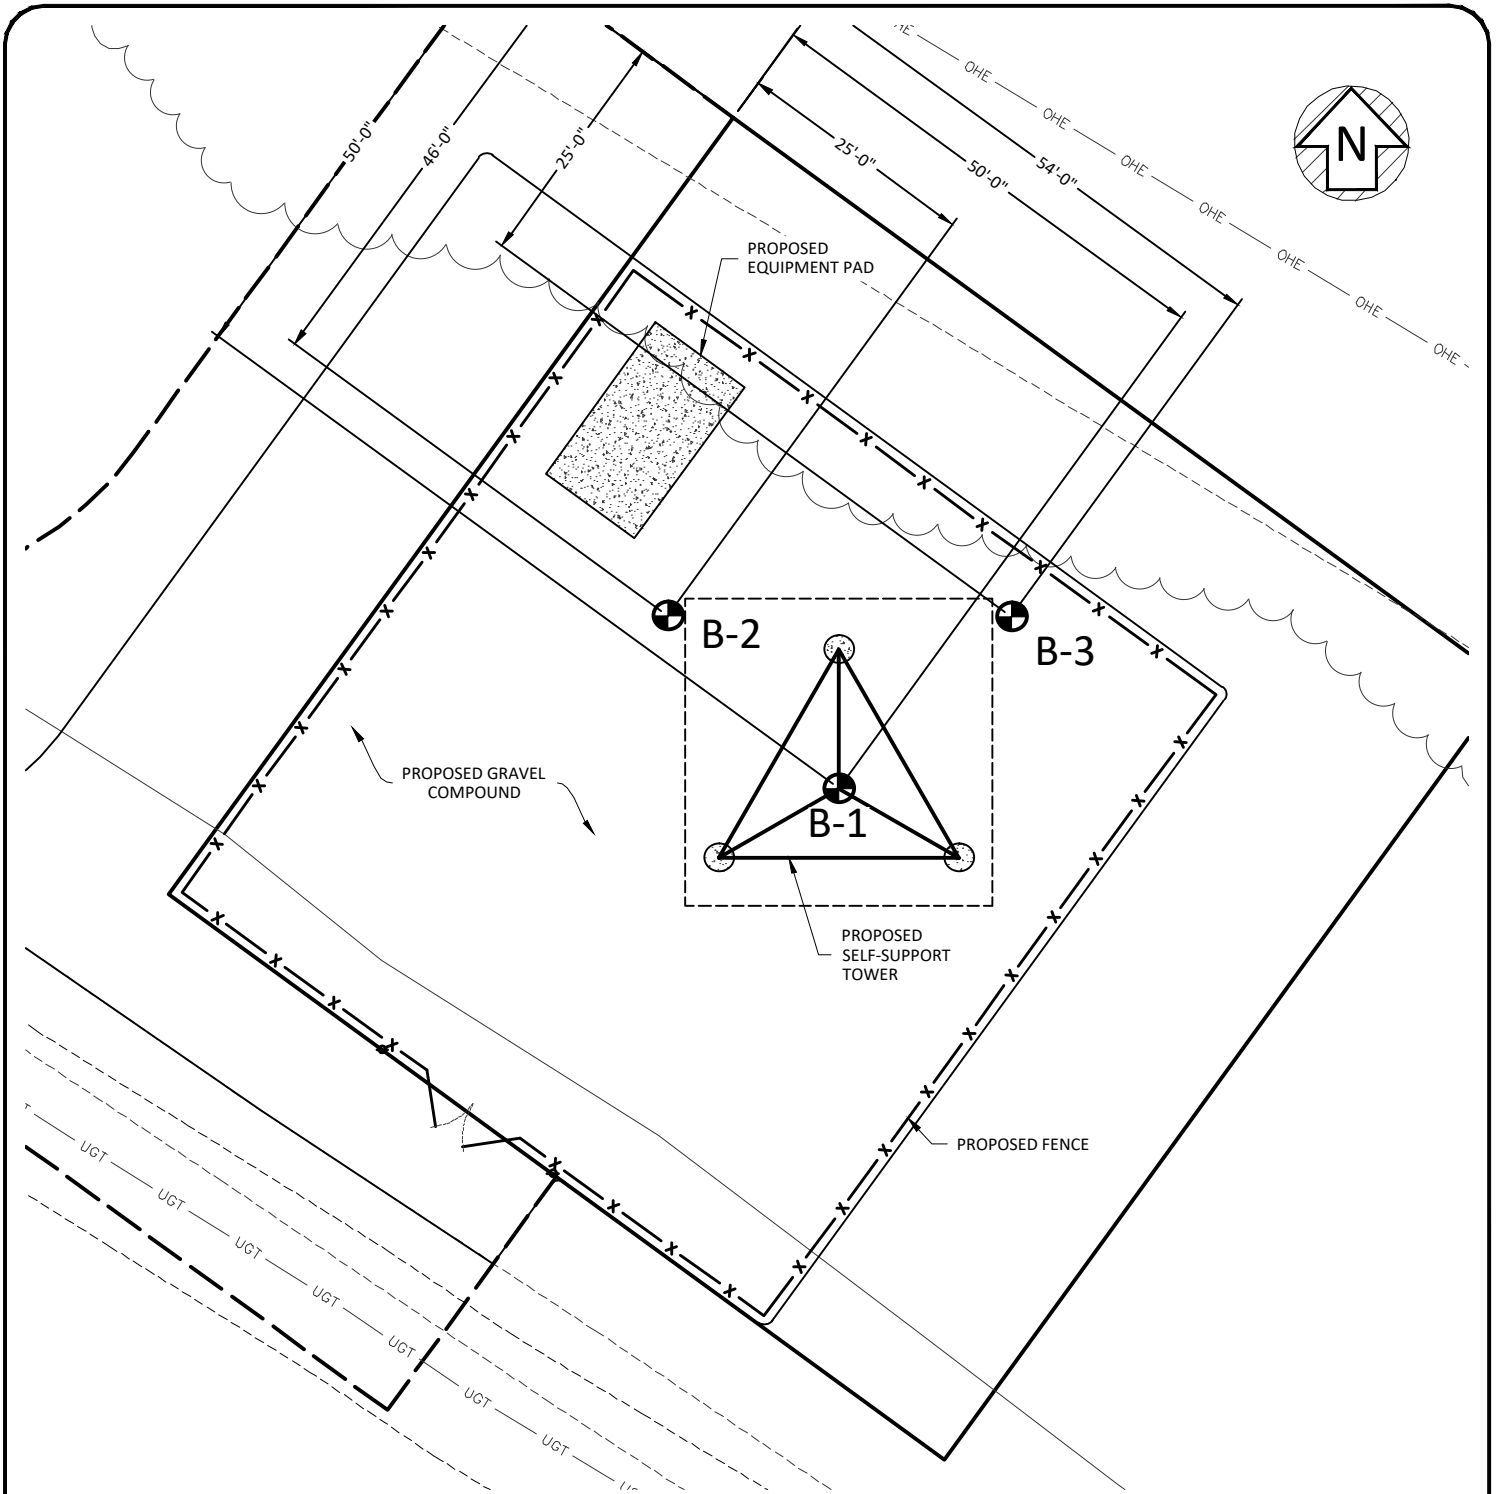 OHE
OHE
OHE
OHE
OHE
OHE
OHE
N
50'-0"
46'-0"
25'-0"
25'-0"
50'-0"
54'-0"
PROPOSED
EQUIPMENT PAD
B-2
B-3
B-1
PROPOSED GRAVEL
COMPOUND
PROPOSED
SELF-SUPPORT
TOWER
PROPOSED FENCE
UGT
UGT
UGT
UGT
UGT
UGT
UGT